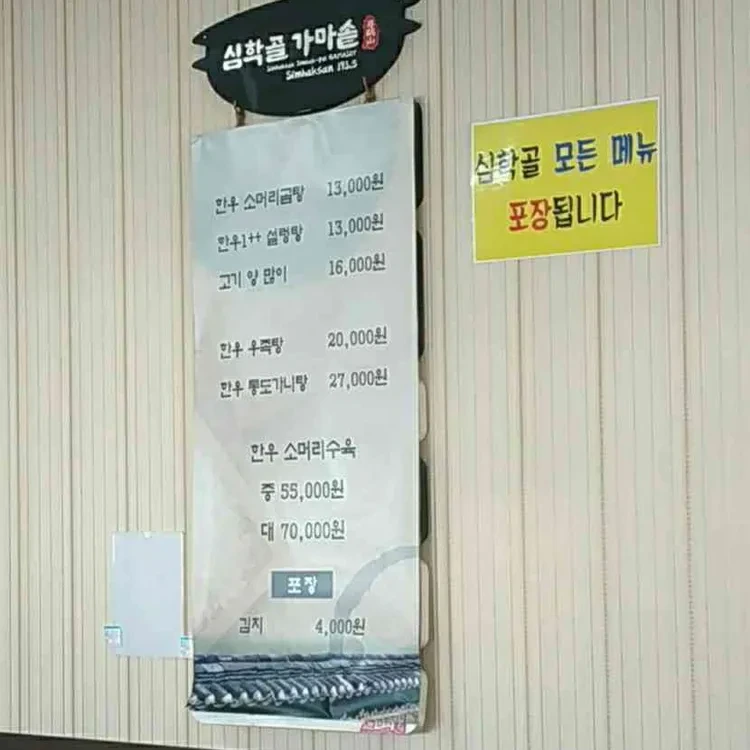 심학골 가마솥
Simhaksan 193.5
한우 소머리곰탕 13,000원
한우1++ 설렁탕 13,000원
고기 양 많이 16,000원
한우 우족탕 20,000원
한우 통도가니탕 27,000원
한우 소머리수육
중 55,000원
대 70,000원
포장
김치 4,000원
심학골 모든 메뉴
포장됩니다